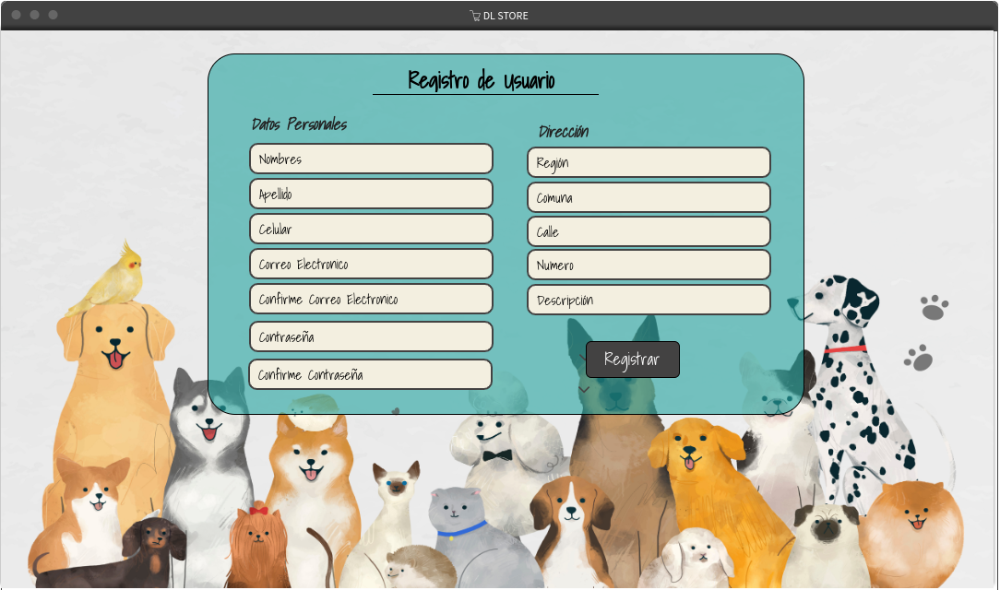 DL STORE
Registro de Usuario
Datos Personales
Nombres
Apellido
Celular
Correo Electronico
Confirme Correo Electronico
Contraseña
Confirme Contraseña
Dirección
Región
Comuna
Calle
Numero
Descripción
Registrar